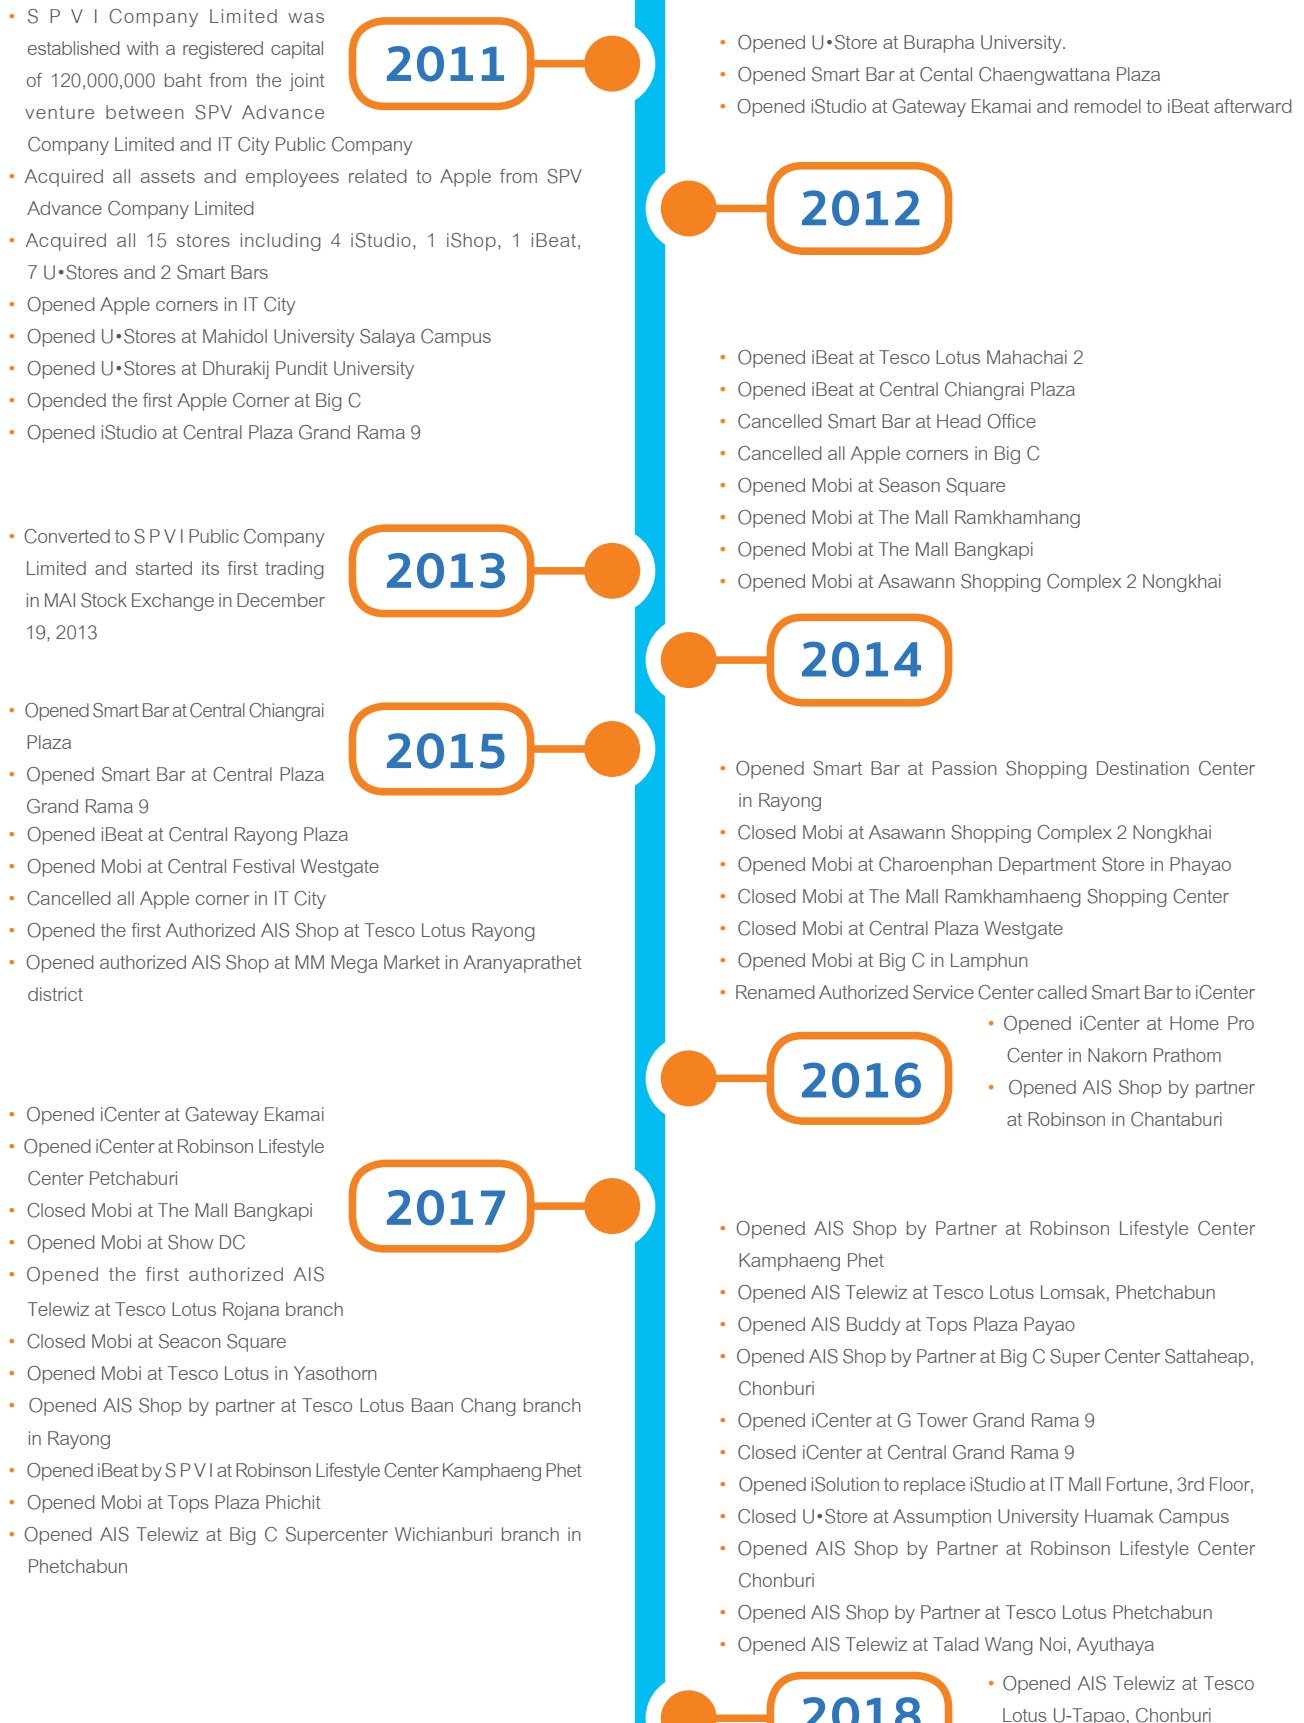 • S P V I Company Limited was
established with a registered capital
of 120,000,000 baht from the joint
venture between SPV Advance
Company Limited and IT City Public Company
• Acquired all assets and employees related to Apple from SPV
Advance Company Limited
• Acquired all 15 stores including 4 iStudio, 1 iShop, 1 iBeat,
7 U•Stores and 2 Smart Bars
• Opened Apple corners in IT City
• Opened U•Stores at Mahidol University Salaya Campus
• Opened U•Stores at Dhurakij Pundit University
• Opended the first Apple Corner at Big C
• Opened iStudio at Central Plaza Grand Rama 9
2011
• Opened U•Store at Burapha University.
• Opened Smart Bar at Cental Chaengwattana Plaza
• Opened iStudio at Gateway Ekamai and remodel to iBeat afterward
2012
• Converted to S P V I Public Company
Limited and started its first trading
in MAI Stock Exchange in December
19, 2013
2013
• Opened iBeat at Tesco Lotus Mahachai 2
• Opened iBeat at Central Chiangrai Plaza
• Cancelled Smart Bar at Head Office
• Cancelled all Apple corners in Big C
• Opened Mobi at Season Square
• Opened Mobi at The Mall Ramkhamhang
• Opened Mobi at The Mall Bangkapi
• Opened Mobi at Asawann Shopping Complex 2 Nongkhai
2014
• Opened Smart Bar at Central Chiangrai
Plaza
• Opened Smart Bar at Central Plaza
Grand Rama 9
• Opened iBeat at Central Rayong Plaza
• Opened Mobi at Central Festival Westgate
• Cancelled all Apple corner in IT City
• Opened the first Authorized AIS Shop at Tesco Lotus Rayong
• Opened authorized AIS Shop at MM Mega Market in Aranyaprathet
district
2015
• Opened Smart Bar at Passion Shopping Destination Center
in Rayong
• Closed Mobi at Asawann Shopping Complex 2 Nongkhai
• Opened Mobi at Charoenphan Department Store in Phayao
• Closed Mobi at The Mall Ramkhamhaeng Shopping Center
• Closed Mobi at Central Plaza Westgate
• Opened Mobi at Big C in Lamphun
• Renamed Authorized Service Center called Smart Bar to iCenter
• Opened iCenter at Home Pro
Center in Nakorn Prathom
• Opened AIS Shop by partner
at Robinson in Chantaburi
2016
• Opened iCenter at Gateway Ekamai
• Opened iCenter at Robinson Lifestyle
Center Petchaburi
• Closed Mobi at The Mall Bangkapi
• Opened Mobi at Show DC
• Opened the first authorized AIS
Telewiz at Tesco Lotus Rojana branch
• Closed Mobi at Seacon Square
• Opened Mobi at Tesco Lotus in Yasothorn
• Opened AIS Shop by partner at Tesco Lotus Baan Chang branch
in Rayong
• Opened iBeat by S P V I at Robinson Lifestyle Center Kamphaeng Phet
• Opened Mobi at Tops Plaza Phichit
• Opened AIS Telewiz at Big C Supercenter Wichianburi branch in
Phetchabun
2017
• Opened AIS Shop by Partner at Robinson Lifestyle Center
Kamphaeng Phet
• Opened AIS Telewiz at Tesco Lotus Lomsak, Phetchabun
• Opened AIS Buddy at Tops Plaza Payao
• Opened AIS Shop by Partner at Big C Super Center Sattaheap,
Chonburi
• Opened iCenter at G Tower Grand Rama 9
• Closed iCenter at Central Grand Rama 9
• Opened iSolution to replace iStudio at IT Mall Fortune, 3rd Floor,
• Closed U•Store at Assumption University Huamak Campus
• Opened AIS Shop by Partner at Robinson Lifestyle Center
Chonburi
• Opened AIS Shop by Partner at Tesco Lotus Phetchabun
• Opened AIS Telewiz at Talad Wang Noi, Ayuthaya
• Opened AIS Telewiz at Tesco
Lotus U-Tapao, Chonburi
2018